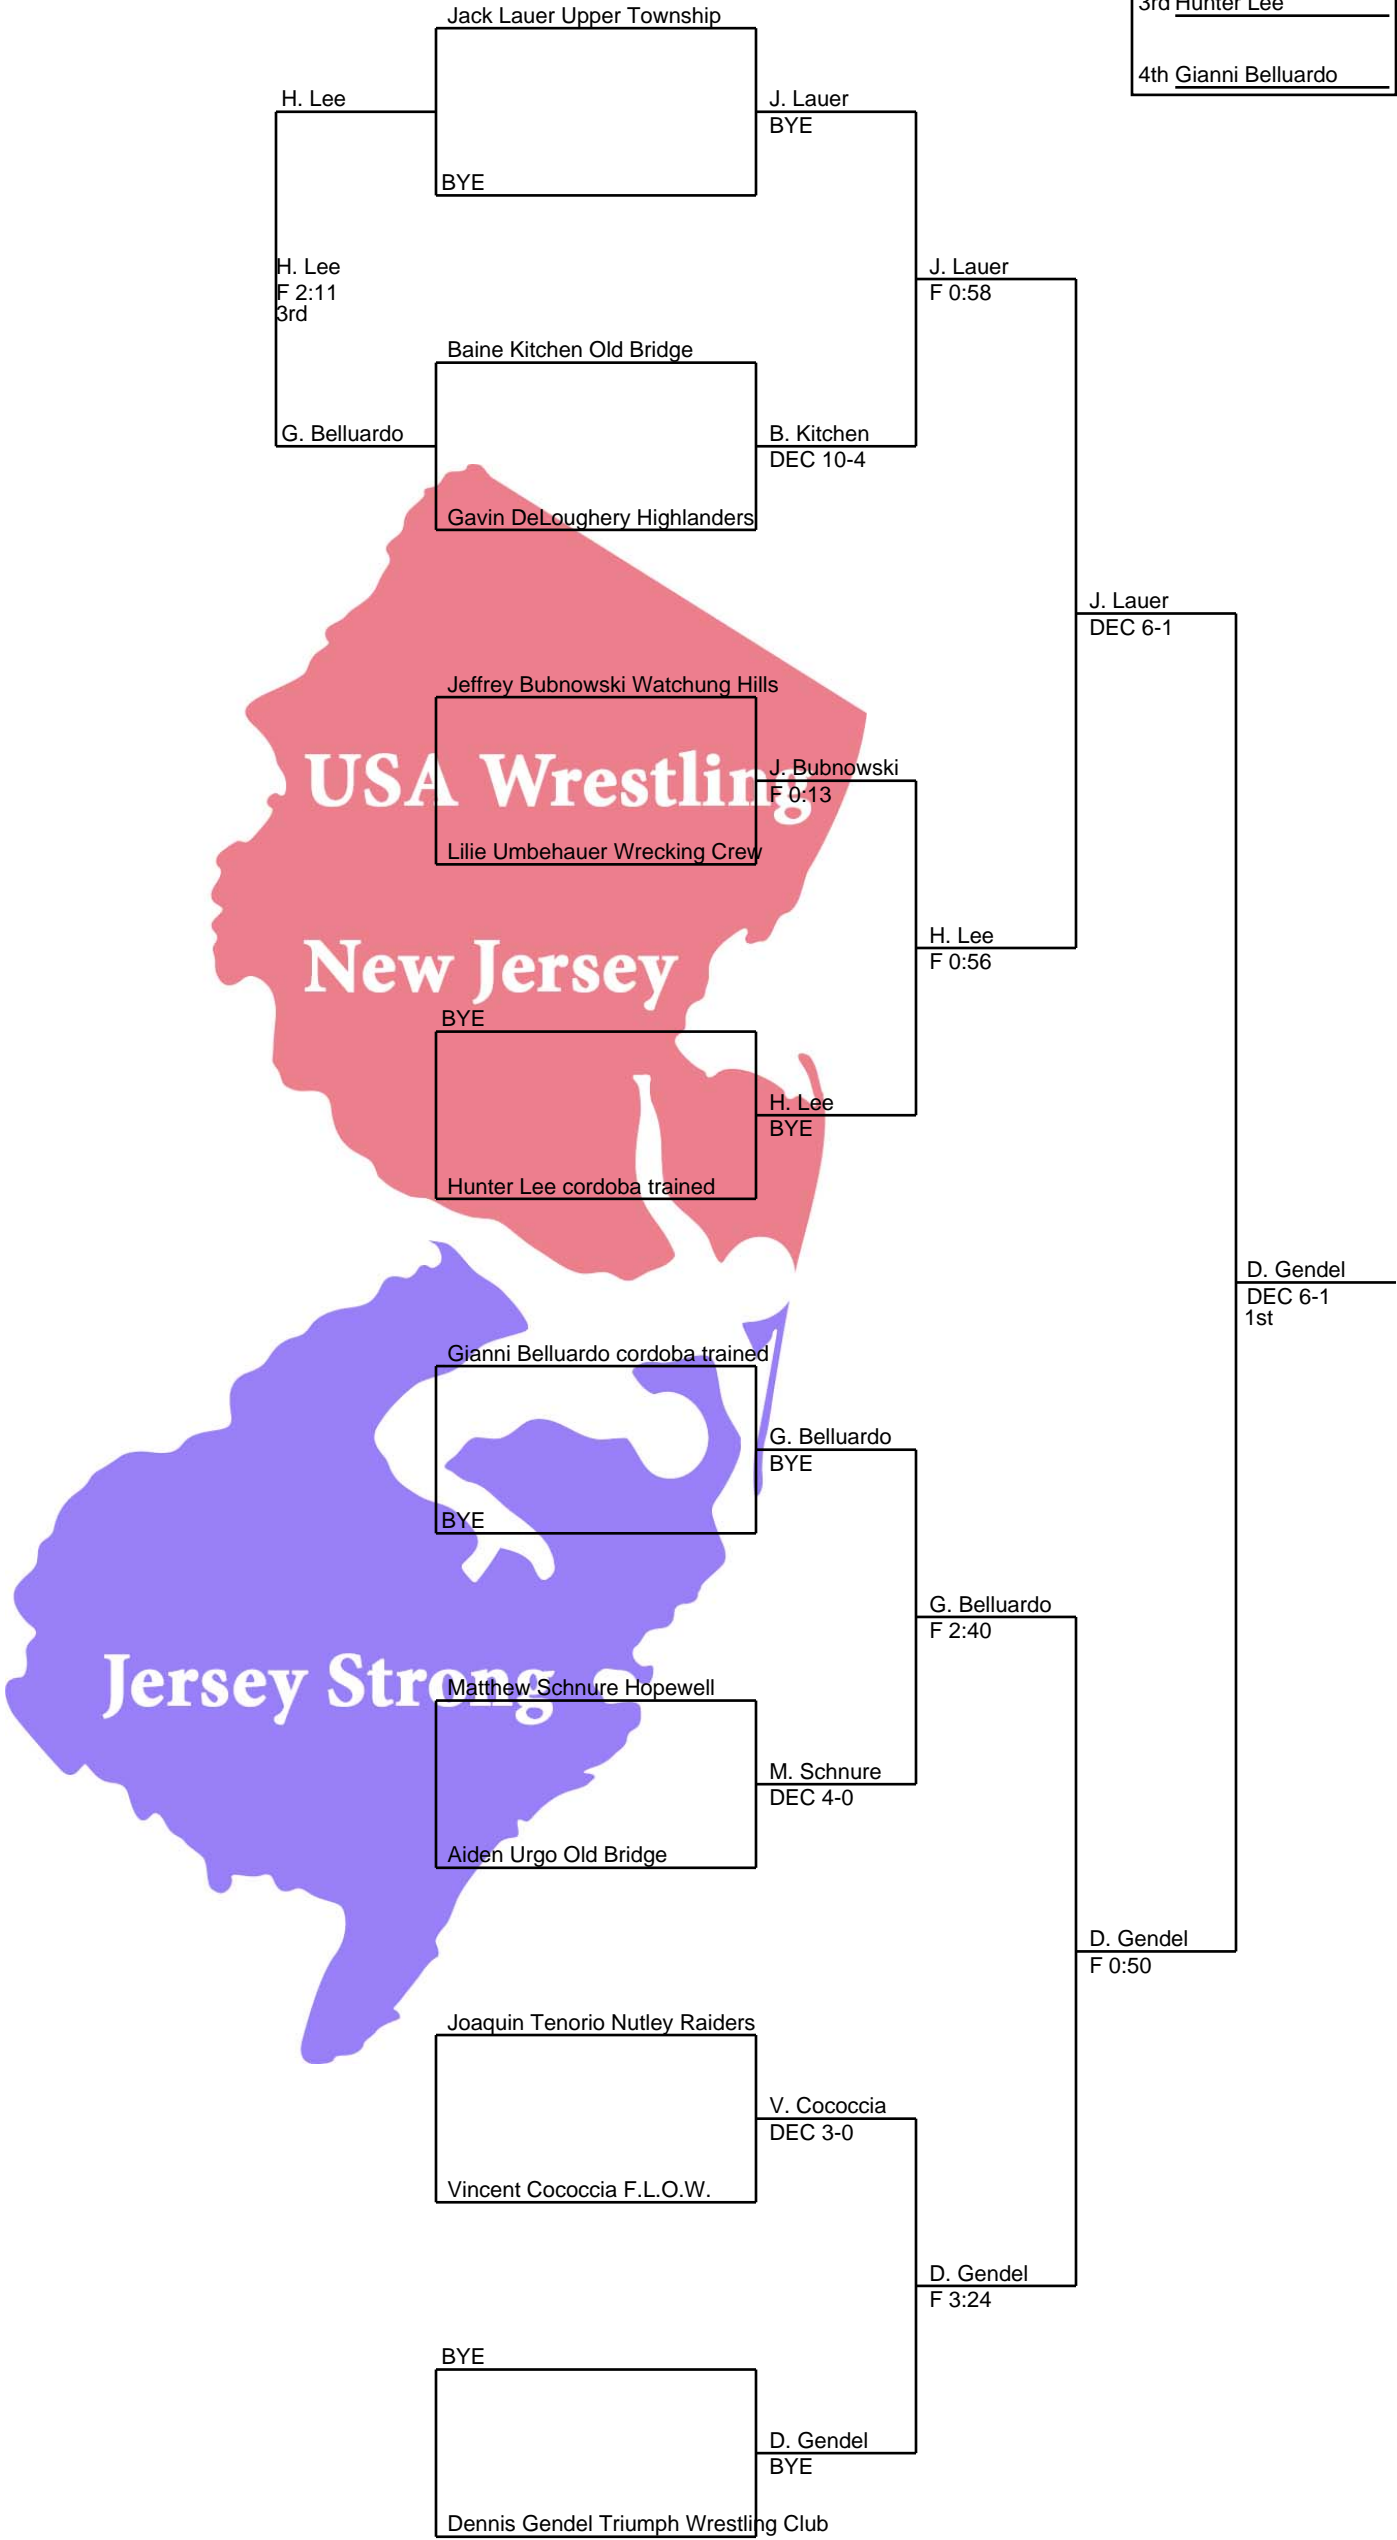 3rd Hunter Lee
4th Gianni Belluardo
Jack Lauer Upper Township
H. Lee
J. Lauer
BYE
BYE
H. Lee
F 2:11
3rd
J. Lauer
F 0:58
Baine Kitchen Old Bridge
G. Belluardo
B. Kitchen
DEC 10-4
Gavin DeLoughery Highlanders
J. Lauer
DEC 6-1
Jeffrey Bubnowski Watchung Hills
USA Wrestling
J. Bubnowski
F 0:13
Lilie Umbehauer Wrecking Crew
New Jersey
H. Lee
F 0:56
BYE
H. Lee
BYE
Hunter Lee cordoba trained
D. Gendel
DEC 6-1
1st
Gianni Belluardo cordoba trained
G. Belluardo
BYE
BYE
G. Belluardo
F 2:40
Jersey Strong
Matthew Schnure Hopewell
M. Schnure
DEC 4-0
Aiden Urgo Old Bridge
D. Gendel
F 0:50
Joaquin Tenorio Nutley Raiders
V. Cococcia
DEC 3-0
Vincent Cococcia F.L.O.W.
D. Gendel
F 3:24
BYE
D. Gendel
BYE
Dennis Gendel Triumph Wrestling Club